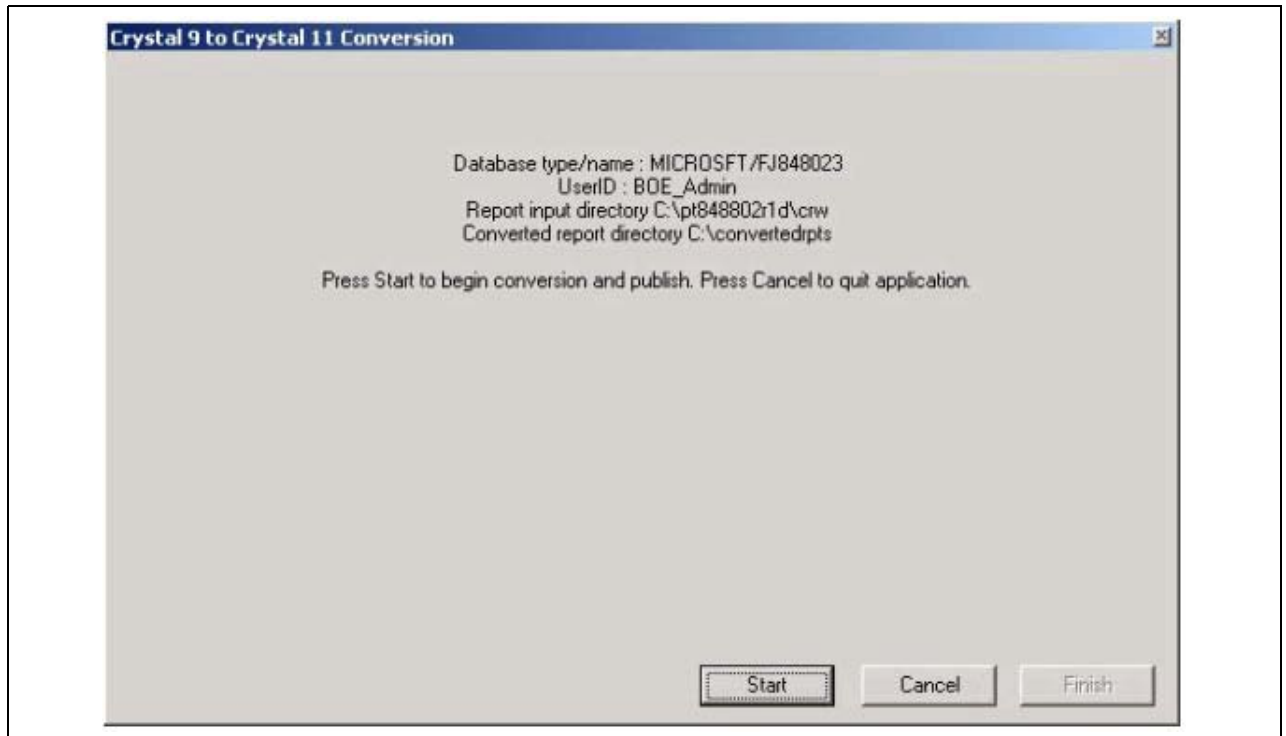 Crystal 9 to Crystal 11 Conversion
Database type/name : MICROSFT/FJ848023
UserID : BOE_Admin
Report input directory C:\pt848802r1d\crw
Converted report directory C:\convertedrpts
Press Start to begin conversion and publish. Press Cancel to quit application.
Start Cancel Finish